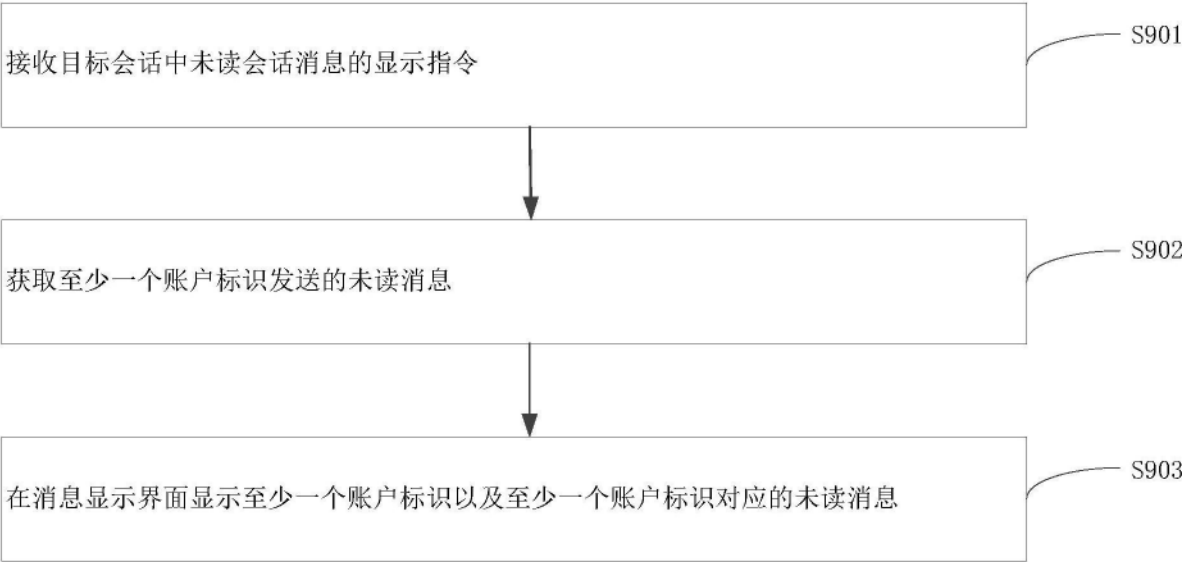 接收目标会话中未读会话消息的显示指令
S901
获取至少一个账户标识发送的未读消息
S902
在消息显示界面显示至少一个账户标识以及至少一个账户标识对应的未读消息
S903